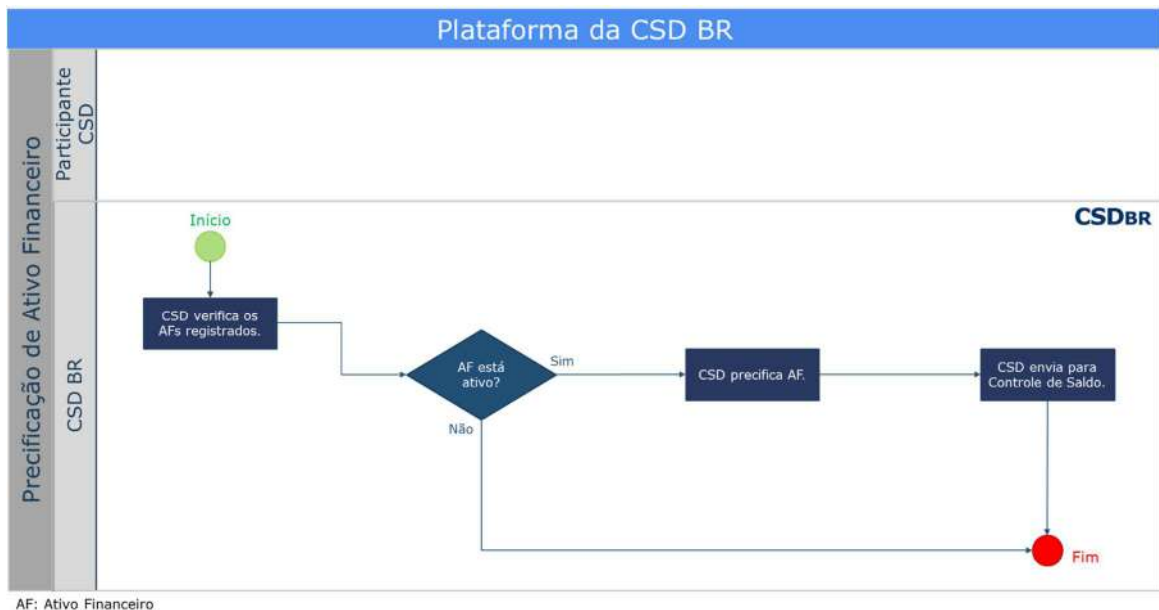 Plataforma da CSD BR
Precificação de Ativo Financeiro
Participante
CSD
CSD BR
CSDBR
Início
CSD verifica os
AFs registrados.
AF está
ativo?
Sim
Não
CSD precifica AF.
CSD envia para
Controle de Saldo.
Fim
AF: Ativo Financeiro